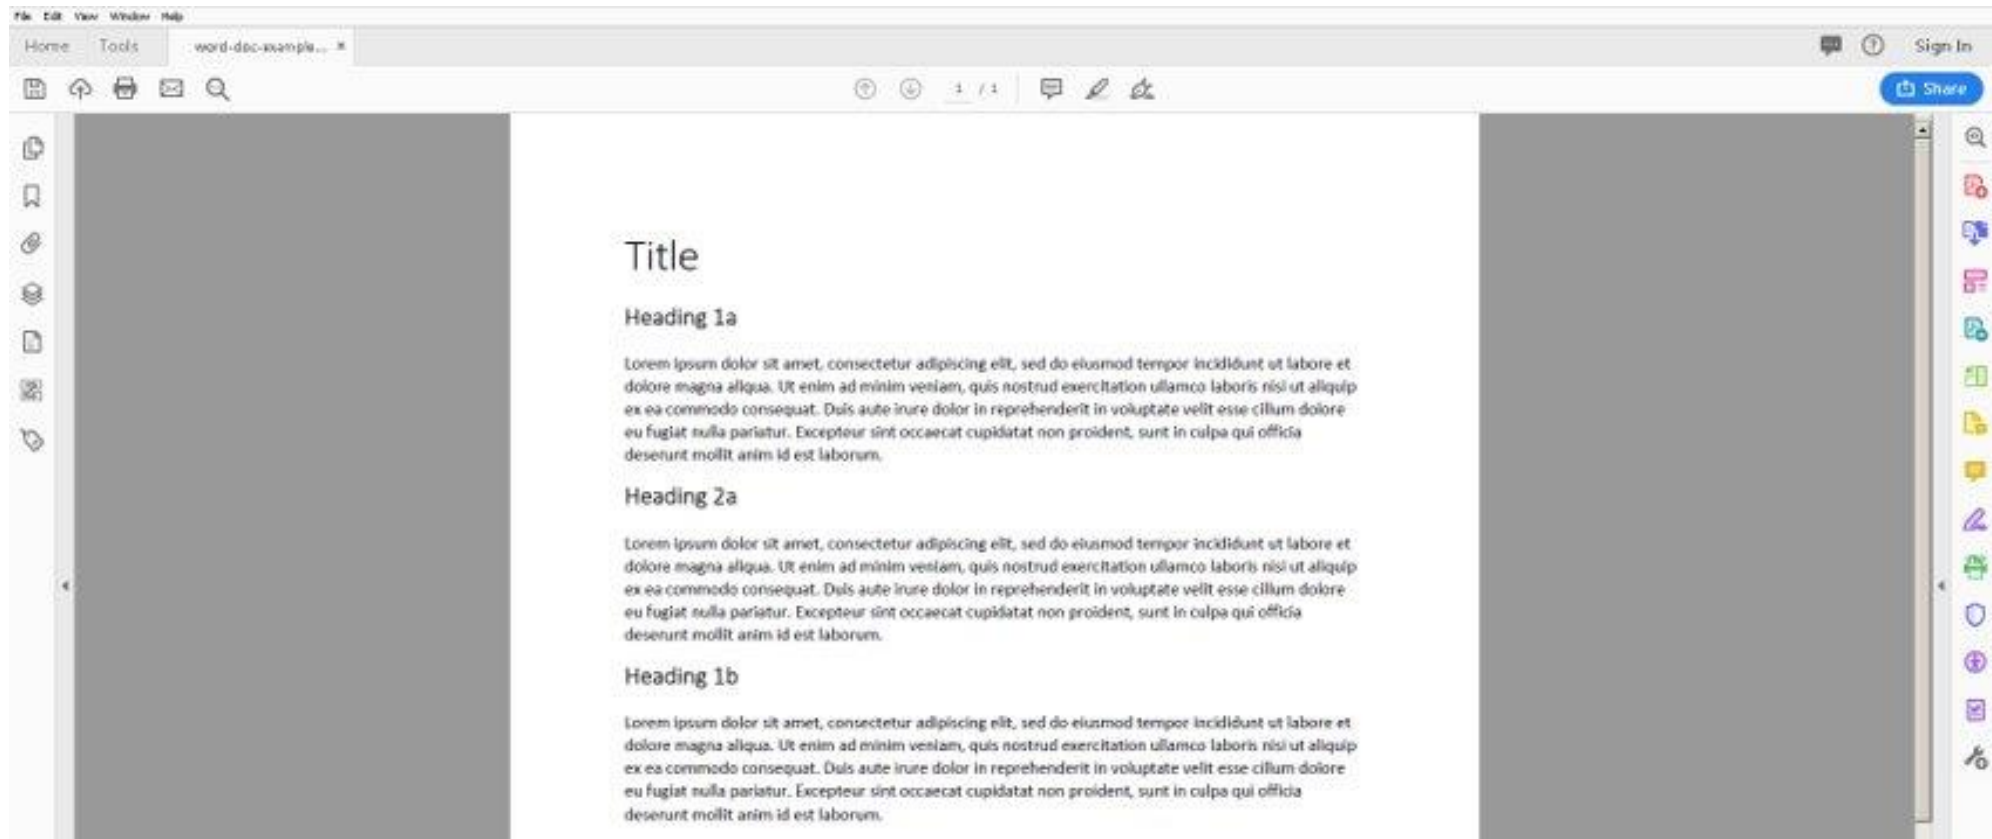 File Edit View Window Help
Home Tools word-doc-example... ×
Sign In
1 / 1
Share
Title
Heading 1a
Lorem ipsum dolor sit amet, consectetur adipiscing elit, sed do eiusmod tempor incididunt ut labore et
dolore magna aliqua. Ut enim ad minim veniam, quis nostrud exercitation ullamco laboris nisi ut aliquip
ex ea commodo consequat. Duis aute irure dolor in reprehenderit in voluptate velit esse cillum dolore
eu fugiat nulla pariatur. Excepteur sint occaecat cupidatat non proident, sunt in culpa qui officia
deserunt mollit anim id est laborum.
Heading 2a
Lorem ipsum dolor sit amet, consectetur adipiscing elit, sed do eiusmod tempor incididunt ut labore et
dolore magna aliqua. Ut enim ad minim veniam, quis nostrud exercitation ullamco laboris nisi ut aliquip
ex ea commodo consequat. Duis aute irure dolor in reprehenderit in voluptate velit esse cillum dolore
eu fugiat nulla pariatur. Excepteur sint occaecat cupidatat non proident, sunt in culpa qui officia
deserunt mollit anim id est laborum.
Heading 1b
Lorem ipsum dolor sit amet, consectetur adipiscing elit, sed do eiusmod tempor incididunt ut labore et
dolore magna aliqua. Ut enim ad minim veniam, quis nostrud exercitation ullamco laboris nisi ut aliquip
ex ea commodo consequat. Duis aute irure dolor in reprehenderit in voluptate velit esse cillum dolore
eu fugiat nulla pariatur. Excepteur sint occaecat cupidatat non proident, sunt in culpa qui officia
deserunt mollit anim id est laborum.